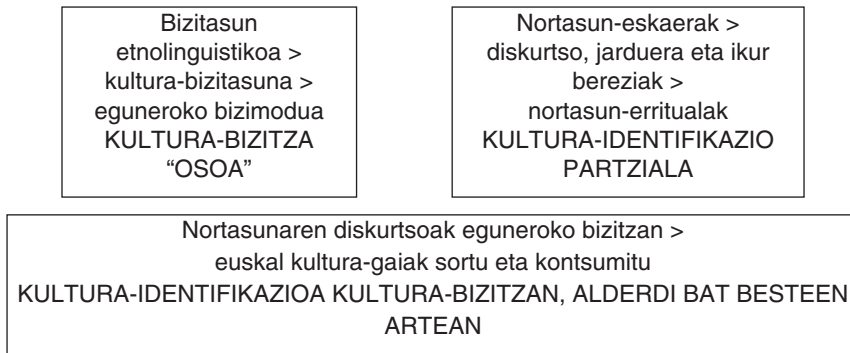 Bizitasun
etnolinguistikoa >
kultura-bizitasuna >
eguneroko bizimodua
KULTURA-BIZITZA
“OSOA”
Nortasun-eskaerak >
diskurtso, jarduera eta ikur
bereziak >
nortasun-erritualak
KULTURA-IDENTIFIKAZIO
PARTZIALA
Nortasunaren diskurtsoak eguneroko bizitzan >
euskal kultura-gaiak sortu eta kontsumitu
KULTURA-IDENTIFIKAZIOA KULTURA-BIZITZAN, ALDERDI BAT BESTEEN
ARTEAN